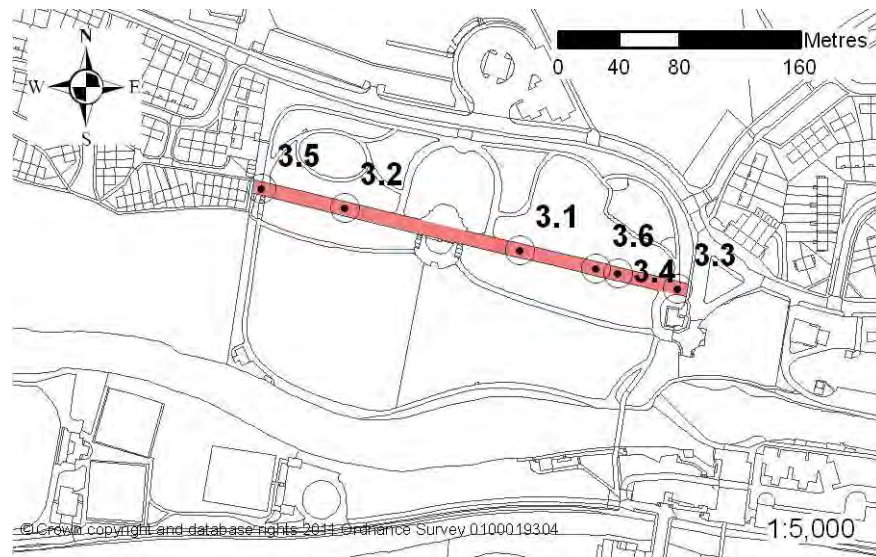 N
W E
S
Metres
0 40 80 160
3.5
3.2
3.1
3.6
3.3
3.4
© Crown copyright and database rights 2011 Ordnance Survey 0100019304
1:5,000